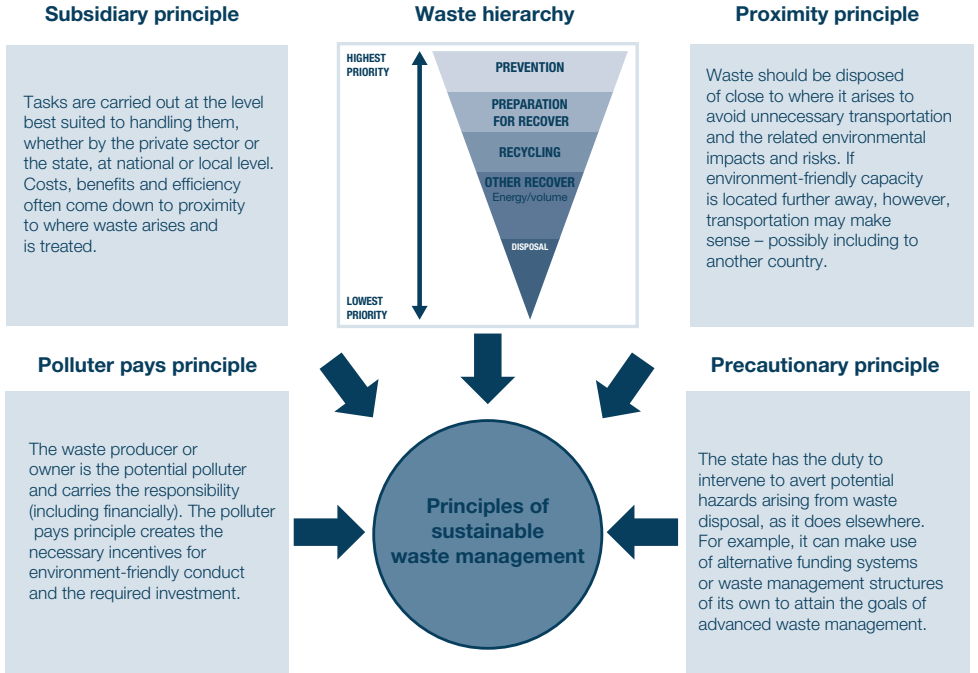 Subsidiary principle
Tasks are carried out at the level
best suited to handling them,
whether by the private sector or
the state, at national or local level.
Costs, benefits and efficiency
often come down to proximity
to where waste arises and
is treated.
Waste hierarchy
HIGHEST
PRIORITY
PREVENTION
PREPARATION
FOR RECOVER
RECYCLING
OTHER RECOVER
Energy/volume
DISPOSAL
LOWEST
PRIORITY
Proximity principle
Waste should be disposed
of close to where it arises to
avoid unnecessary transportation
and the related environmental
impacts and risks. If
environment-friendly capacity
is located further away, however,
transportation may make
sense – possibly including to
another country.
Polluter pays principle
The waste producer or
owner is the potential polluter
and carries the responsibility
(including financially). The polluter
pays principle creates the
necessary incentives for
environment-friendly conduct
and the required investment.
Principles of
sustainable
waste management
Precautionary principle
The state has the duty to
intervene to avert potential
hazards arising from waste
disposal, as it does elsewhere.
For example, it can make use
of alternative funding systems
or waste management structures
of its own to attain the goals of
advanced waste management.